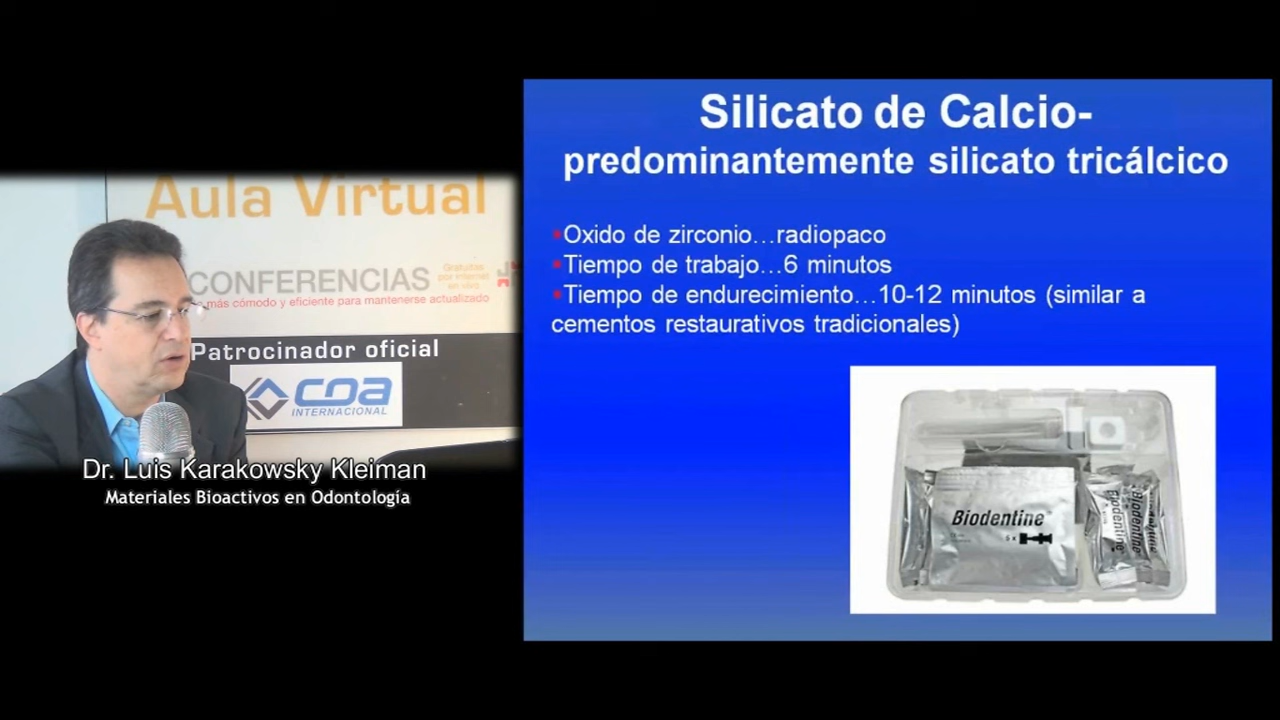 Aula Virtual
CONFERENCIAS
Gratuitas
por internet
en vivo
más cómodo y eficiente para mantenerse actualizado
Patrocinador oficial
COA
INTERNACIONAL
Dr. Luis Karakowsky Kleiman
Materiales Bioactivos en Odontología
Silicato de Calcio-
predominantemente silicato tricálcico
Oxido de zirconio…radiopaco
Tiempo de trabajo…6 minutos
Tiempo de endurecimiento…10-12 minutos (similar a
cementos restaurativos tradicionales)
Biodentine
5 x
Biodentine
Biodentine